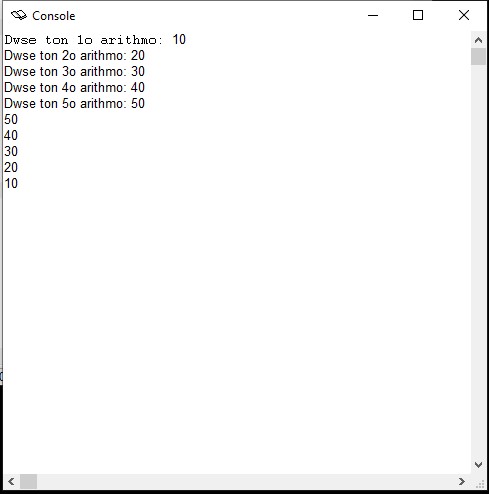 Console
Dwse ton 1o arithmo: 10
Dwse ton 2o arithmo: 20
Dwse ton 3o arithmo: 30
Dwse ton 4o arithmo: 40
Dwse ton 5o arithmo: 50
50
40
30
20
10